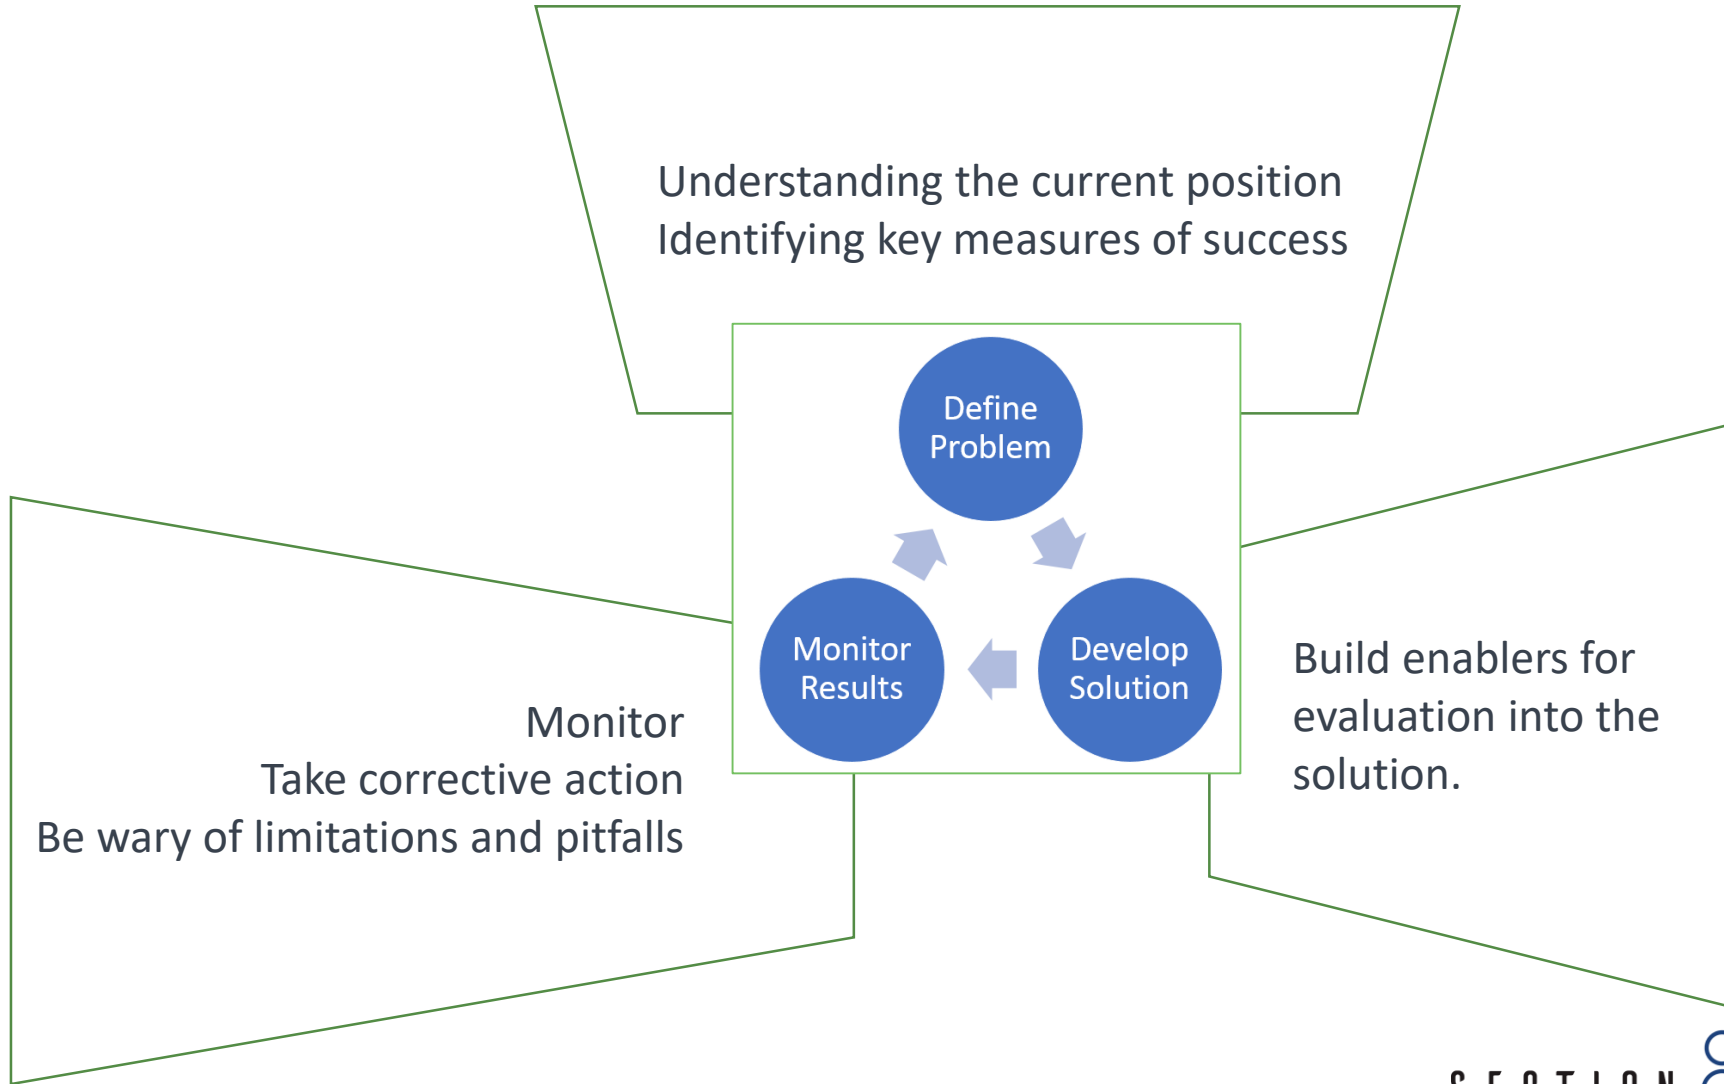 Understanding the current position
Identifying key measures of success
Define
Problem
Monitor
Results
Develop
Solution
Monitor
Take corrective action
Be wary of limitations and pitfalls
Build enablers for
evaluation into the
solution.
SECTION